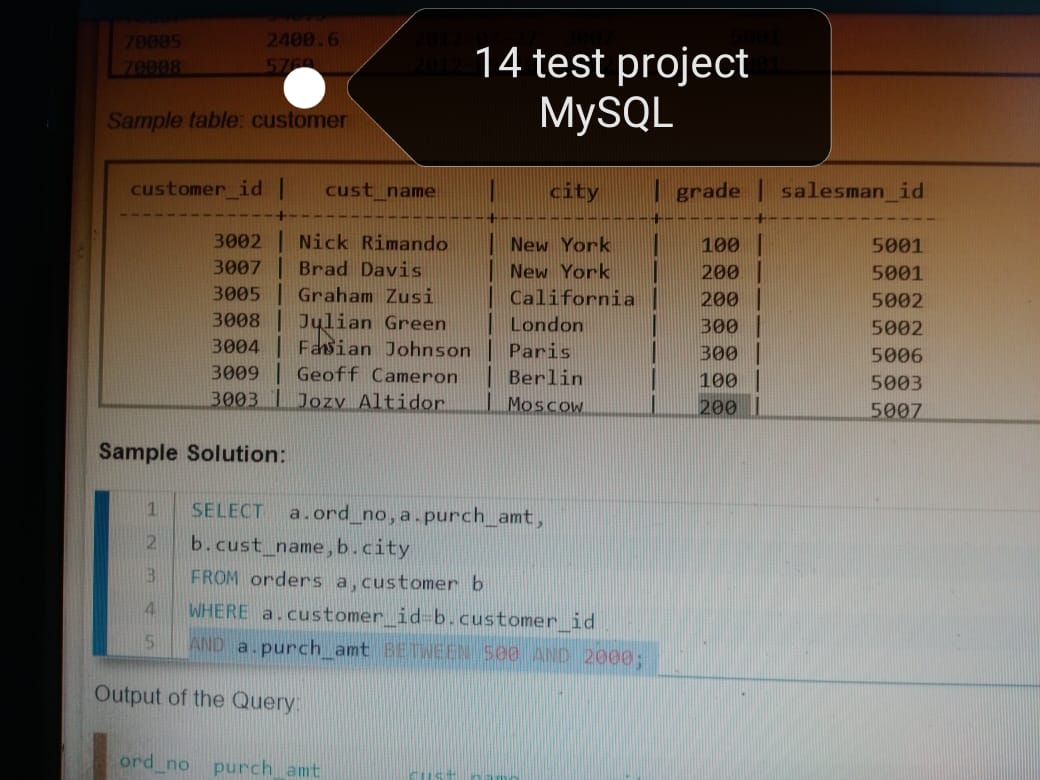 70005 2400.6
70008 5760
14 test project
MySQL
Sample table: customer
customer_id | cust_name | city | grade | salesman_id
3002 | Nick Rimando | New York | 100 | 5001
3007 | Brad Davis | New York | 200 | 5001
3005 | Graham Zusi | California | 200 | 5002
3008 | Julian Green | London | 300 | 5002
3004 | Fabian Johnson | Paris | 300 | 5006
3009 | Geoff Cameron | Berlin | 100 | 5003
3003 | Jozy Altidor | Moscow | 200 | 5007
Sample Solution:
1 SELECT a.ord_no,a.purch_amt,
2 b.cust_name,b.city
3 FROM orders a,customer b
4 WHERE a.customer_id=b.customer_id
5 AND a.purch_amt BETWEEN 500 AND 2000;
Output of the Query:
ord_no purch_amt cust_name